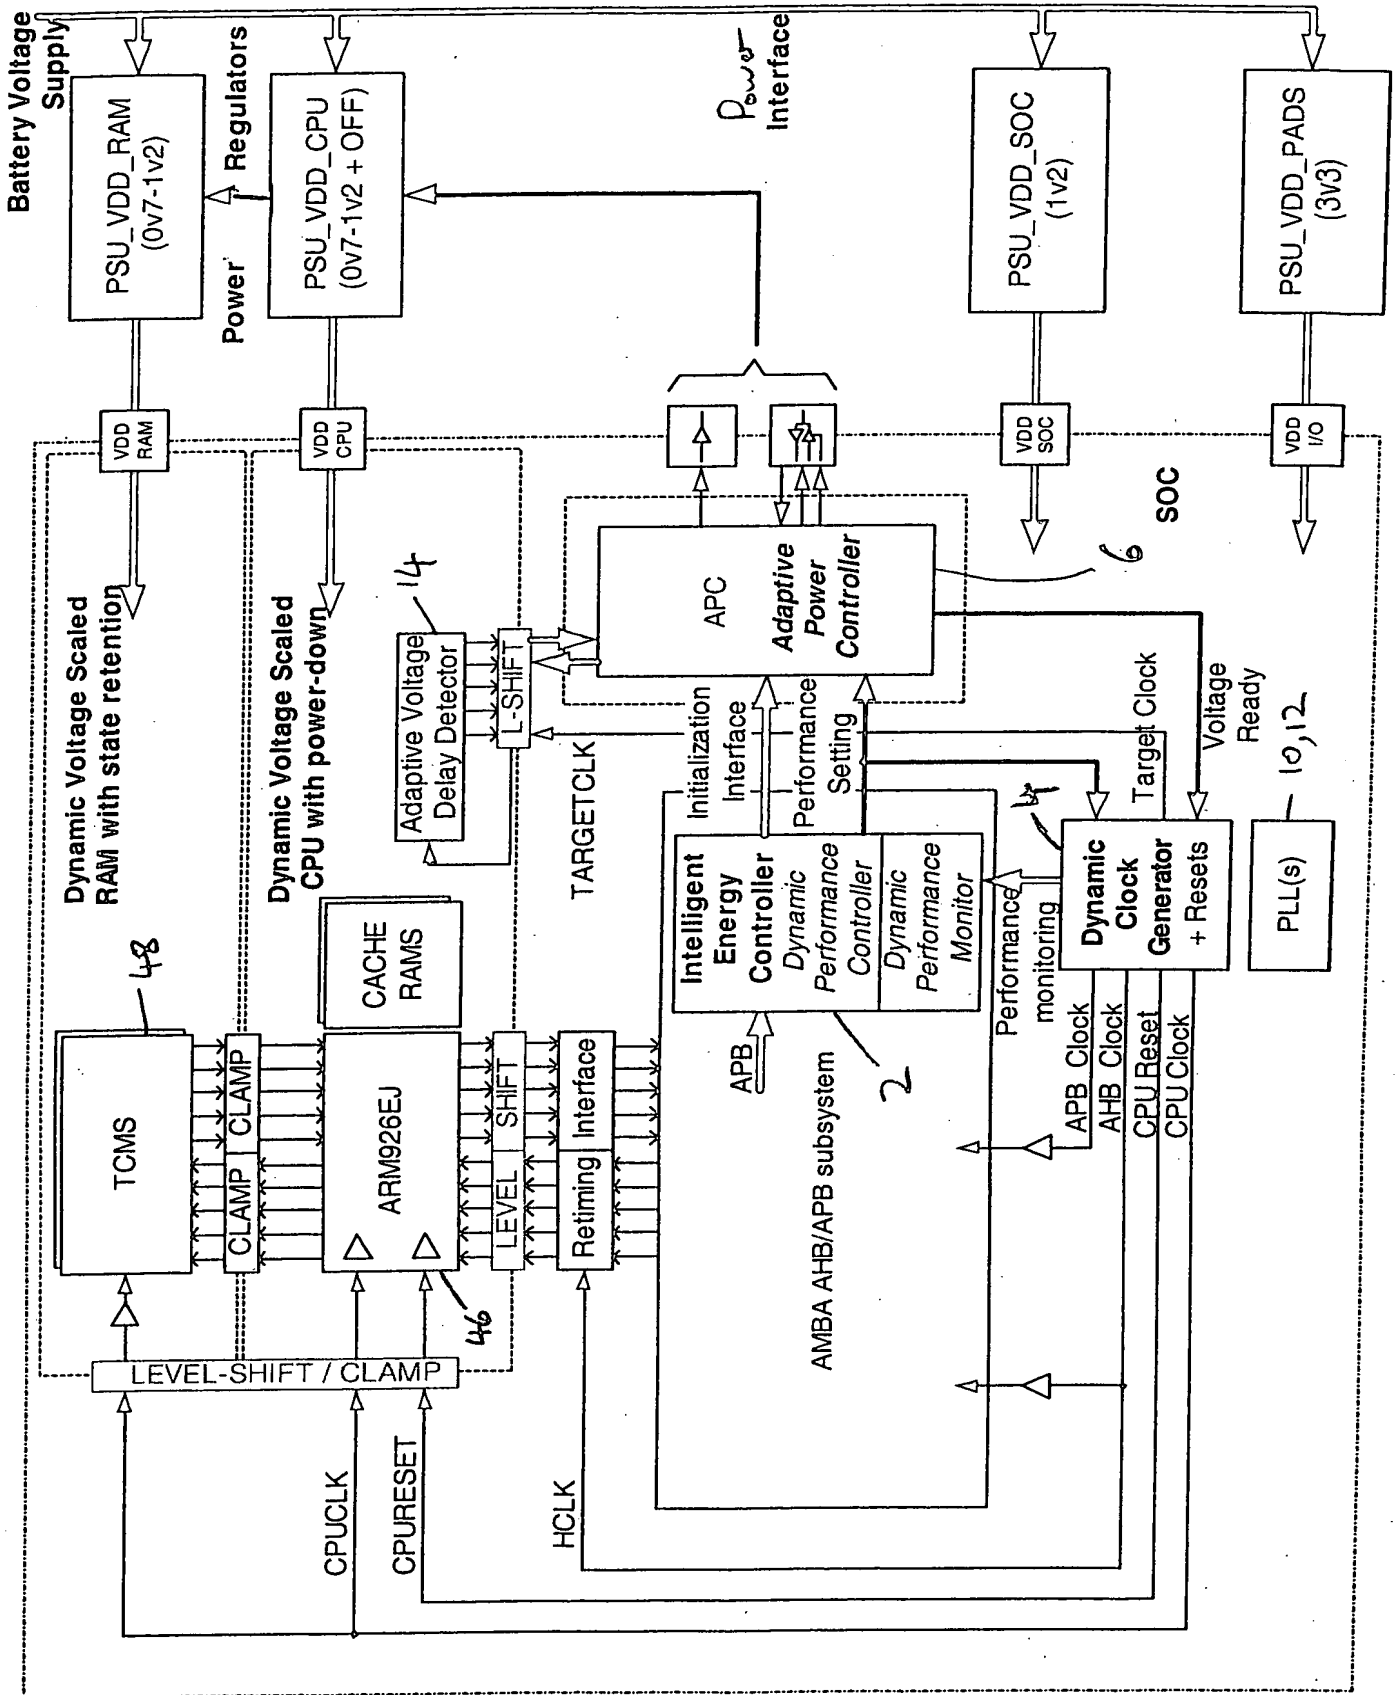 Battery Voltage
Supply
PSU_VDD_RAM
(0v7-1v2)
Power
Regulators
PSU_VDD_CPU
(0v7-1v2 + OFF)
Power
Interface
PSU_VDD_SOC
(1v2)
PSU_VDD_PADS
(3v3)
VDD
RAM
VDD
CPU
VDD
SOC
VDD
I/O
SOC
Dynamic Voltage Scaled
RAM with state retention
Dynamic Voltage Scaled
CPU with power-down
14
Adaptive Voltage
Delay Detector
L-SHIFT
APC
Adaptive
Power
Controller
6
TARGETCLK
Initialization
Interface
Performance
Setting
Target Clock
Voltage
Ready
48
TCMS
CLAMP
CLAMP
CACHE
RAMS
ARM926EJ
46
LEVEL
SHIFT
Retiming
Interface
LEVEL-SHIFT / CLAMP
CPUCLK
CPURESET
HCLK
Intelligent
Energy
Controller
Dynamic
Performance
Controller
Dynamic
Performance
Monitor
APB
2
AMBA AHB/APB subsystem
Performance
monitoring
Dynamic
Clock
Generator
+ Resets
APB Clock
AHB Clock
CPU Reset
CPU Clock
PLL(s)
10,12